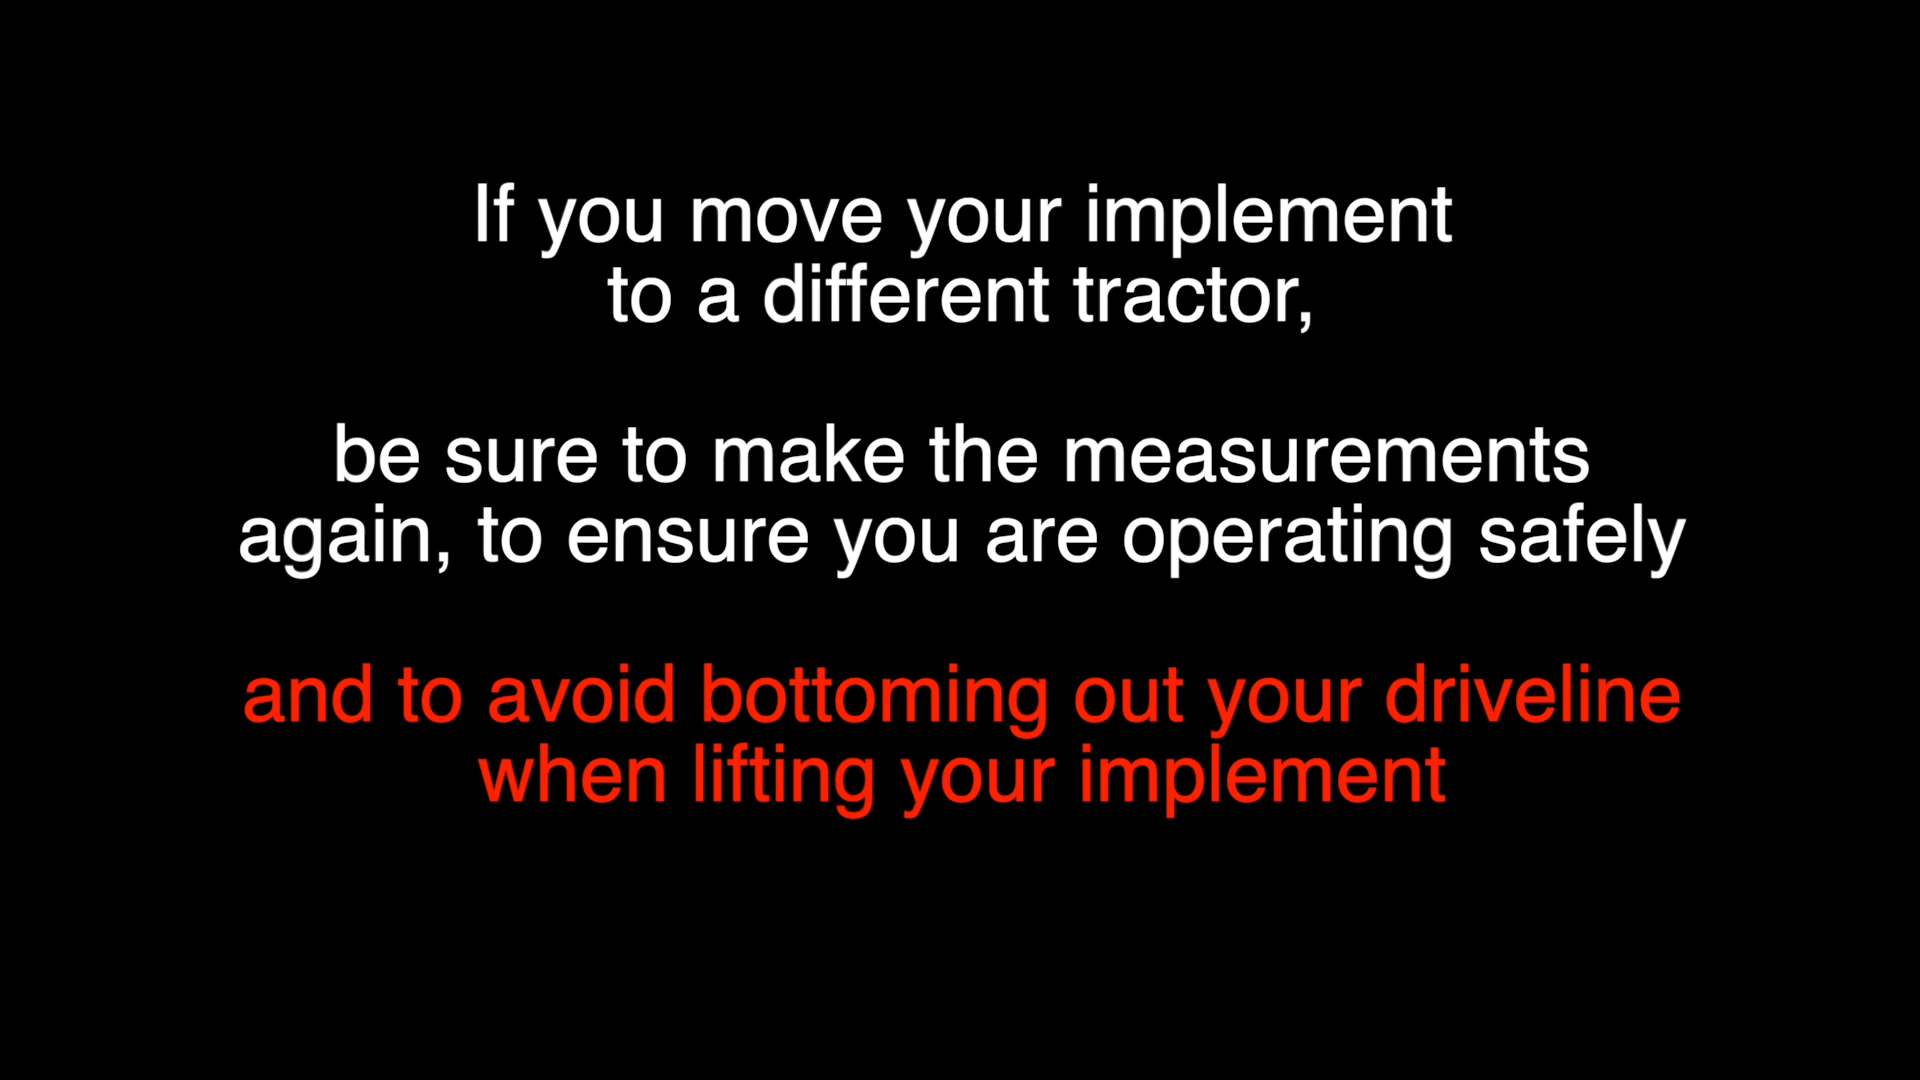 If you move your implement
to a different tractor,
be sure to make the measurements
again, to ensure you are operating safely
and to avoid bottoming out your driveline
when lifting your implement